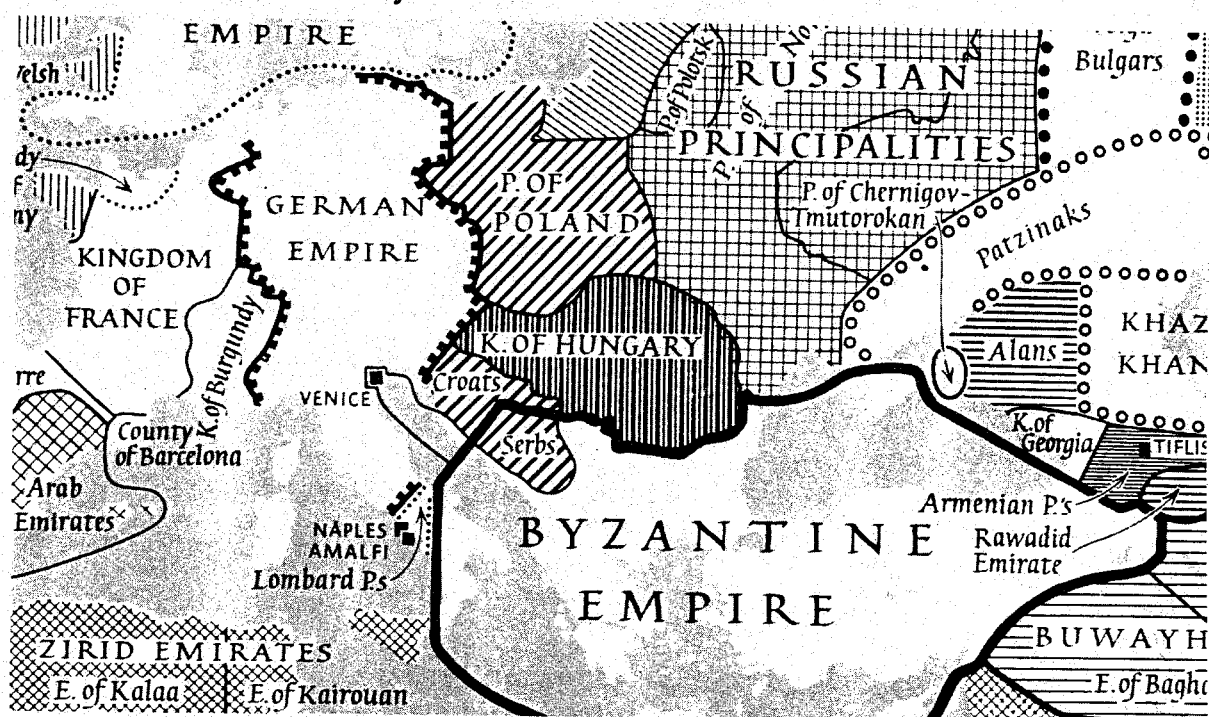 EMPIRE
RUSSIAN
PRINCIPALITIES
P. of Polotsk
P. of No
Bulgars
P. of Chernigov-
Tmutorokan
Patzinaks
P. OF
POLAND
GERMAN
EMPIRE
KINGDOM
OF
FRANCE
K. of Burgundy
K. OF HUNGARY
Croats
Serbs
VENICE
KHAZ
KHAN
Alans
K. of
Georgia
TIFLIS
County
of Barcelona
Arab
Emirates
NAPLES
AMALFI
Lombard P.s
BYZANTINE
EMPIRE
Armenian P.'s
Rawadid
Emirate
ZIRID EMIRATES
E. of Kalaa
E. of Kairouan
BUWAYH
E. of Bagh